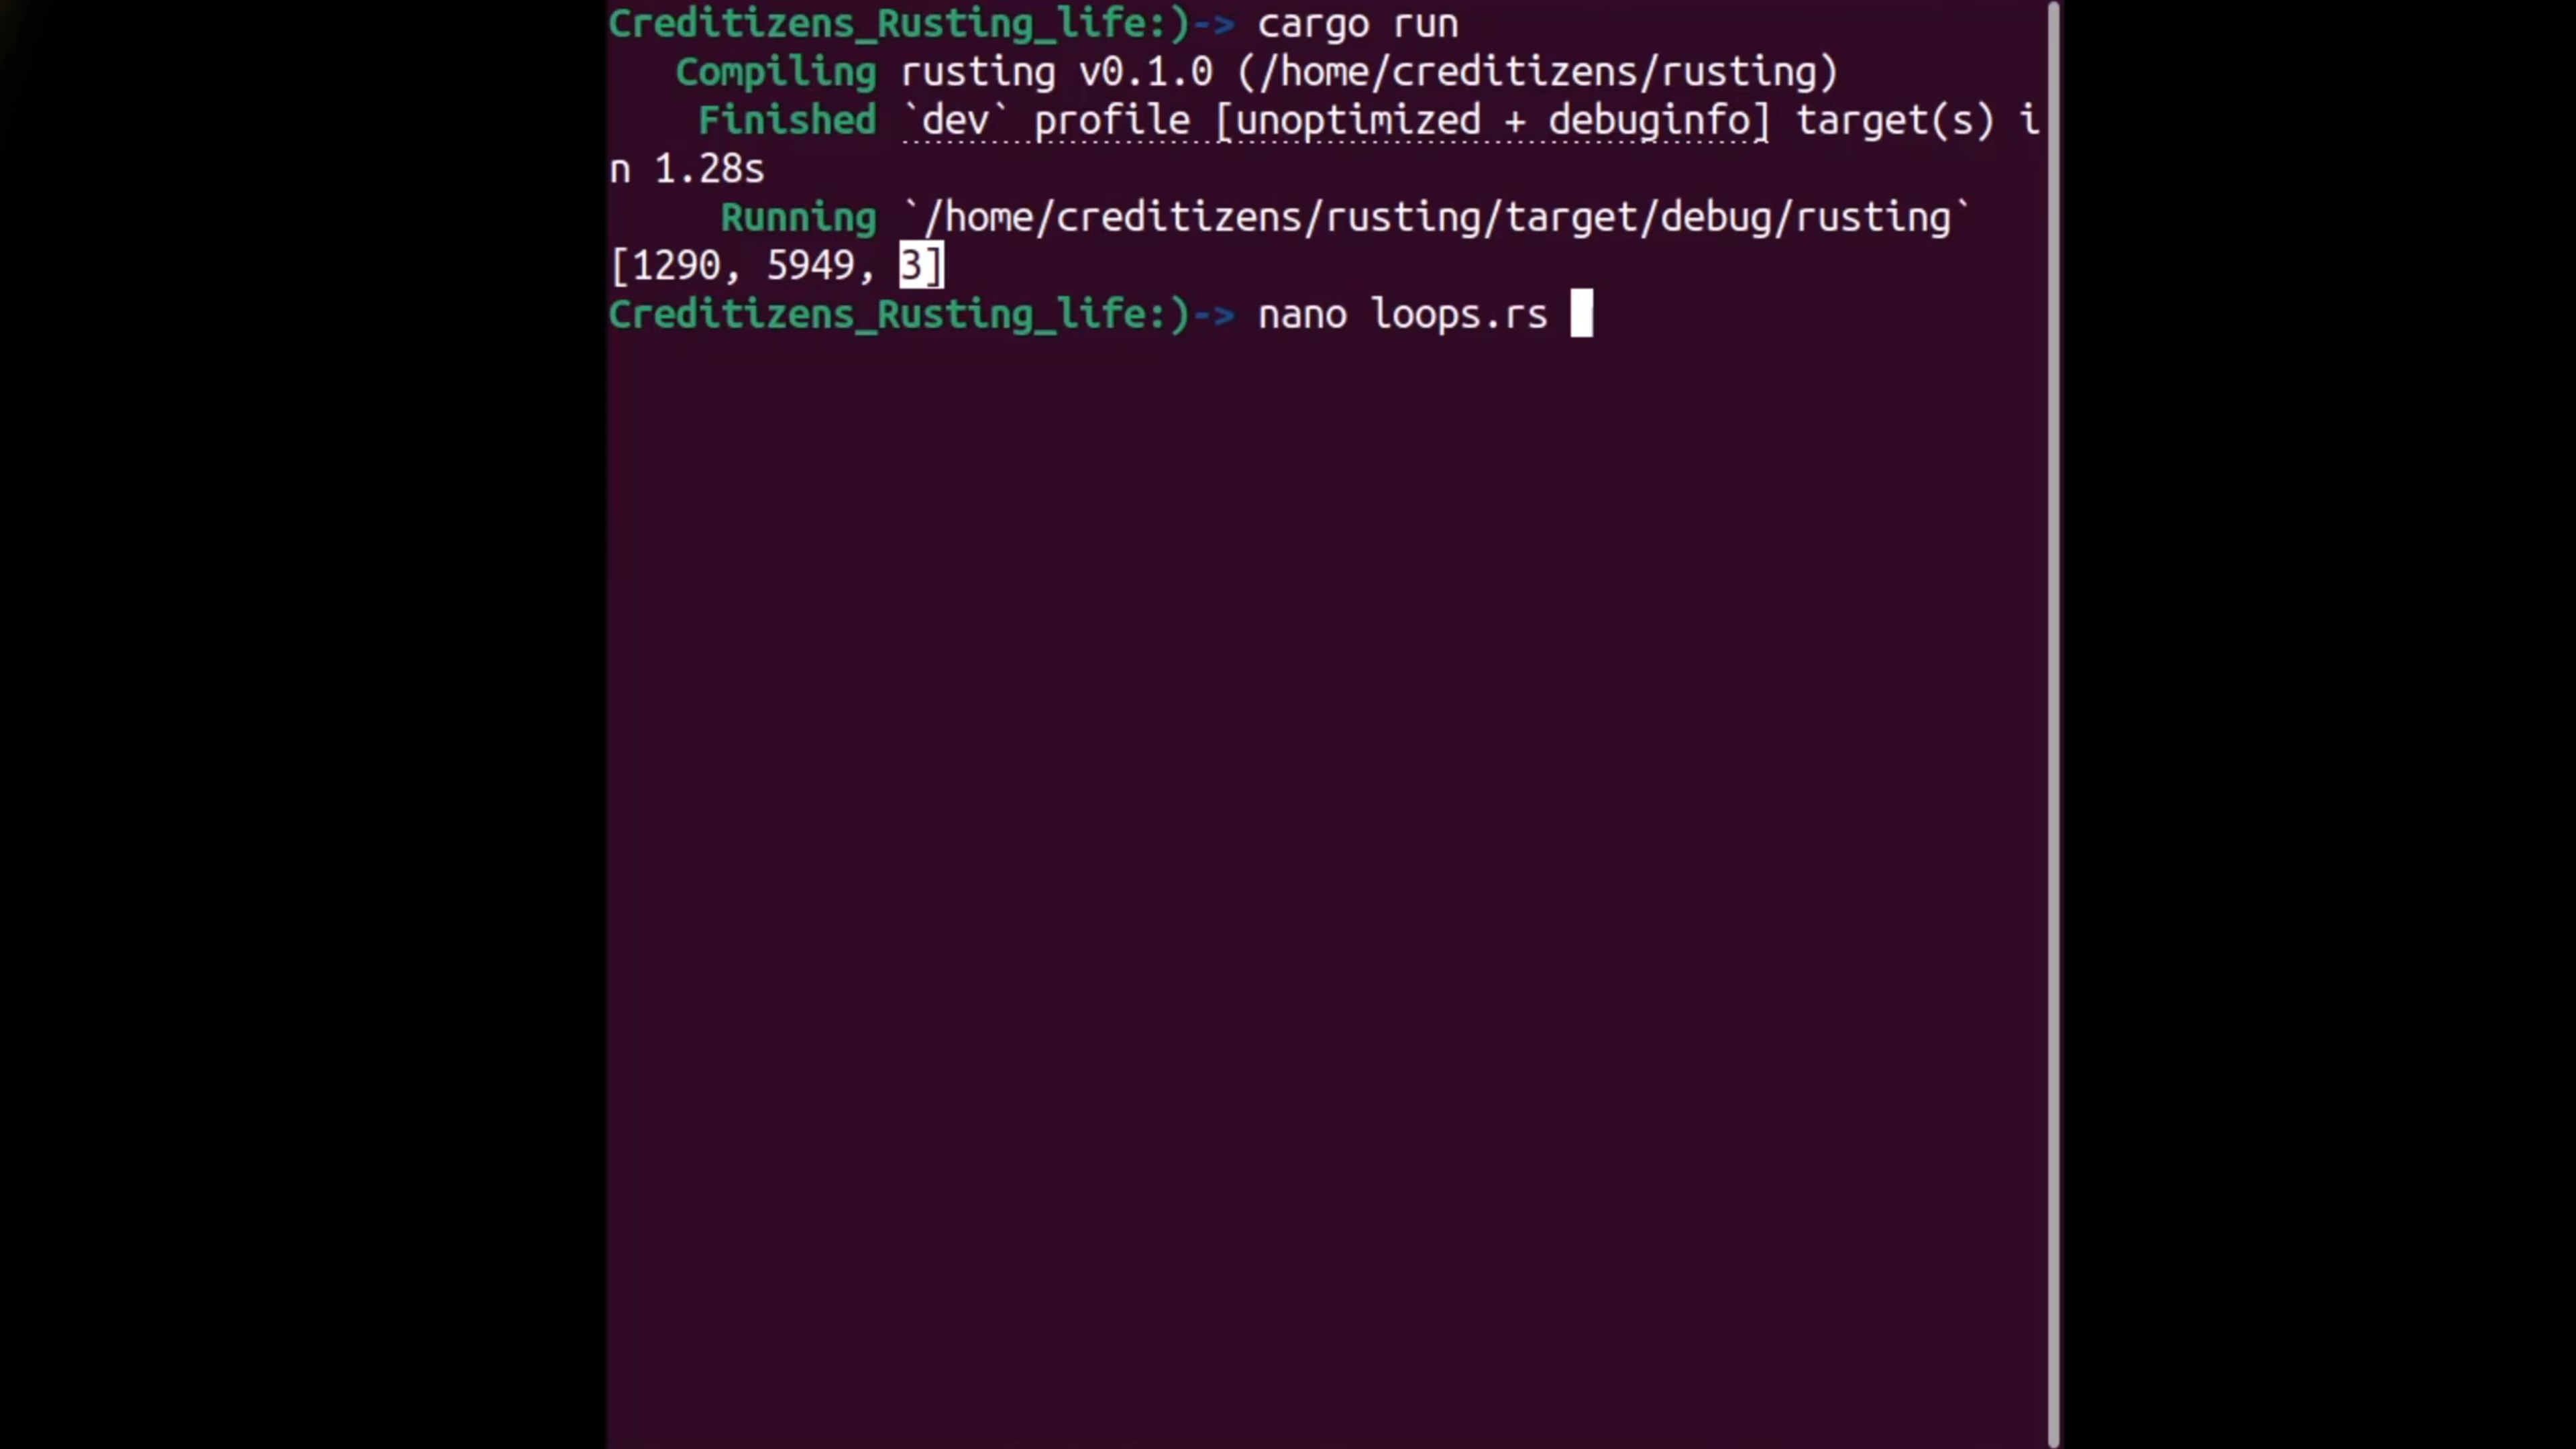 Creditizens_Rusting_life:)-> cargo run
Compiling rusting v0.1.0 (/home/creditizens/rusting)
Finished `dev` profile [unoptimized + debuginfo] target(s) i
n 1.28s
Running `/home/creditizens/rusting/target/debug/rusting`
[1290, 5949, 3]
Creditizens_Rusting_life:)-> nano loops.rs